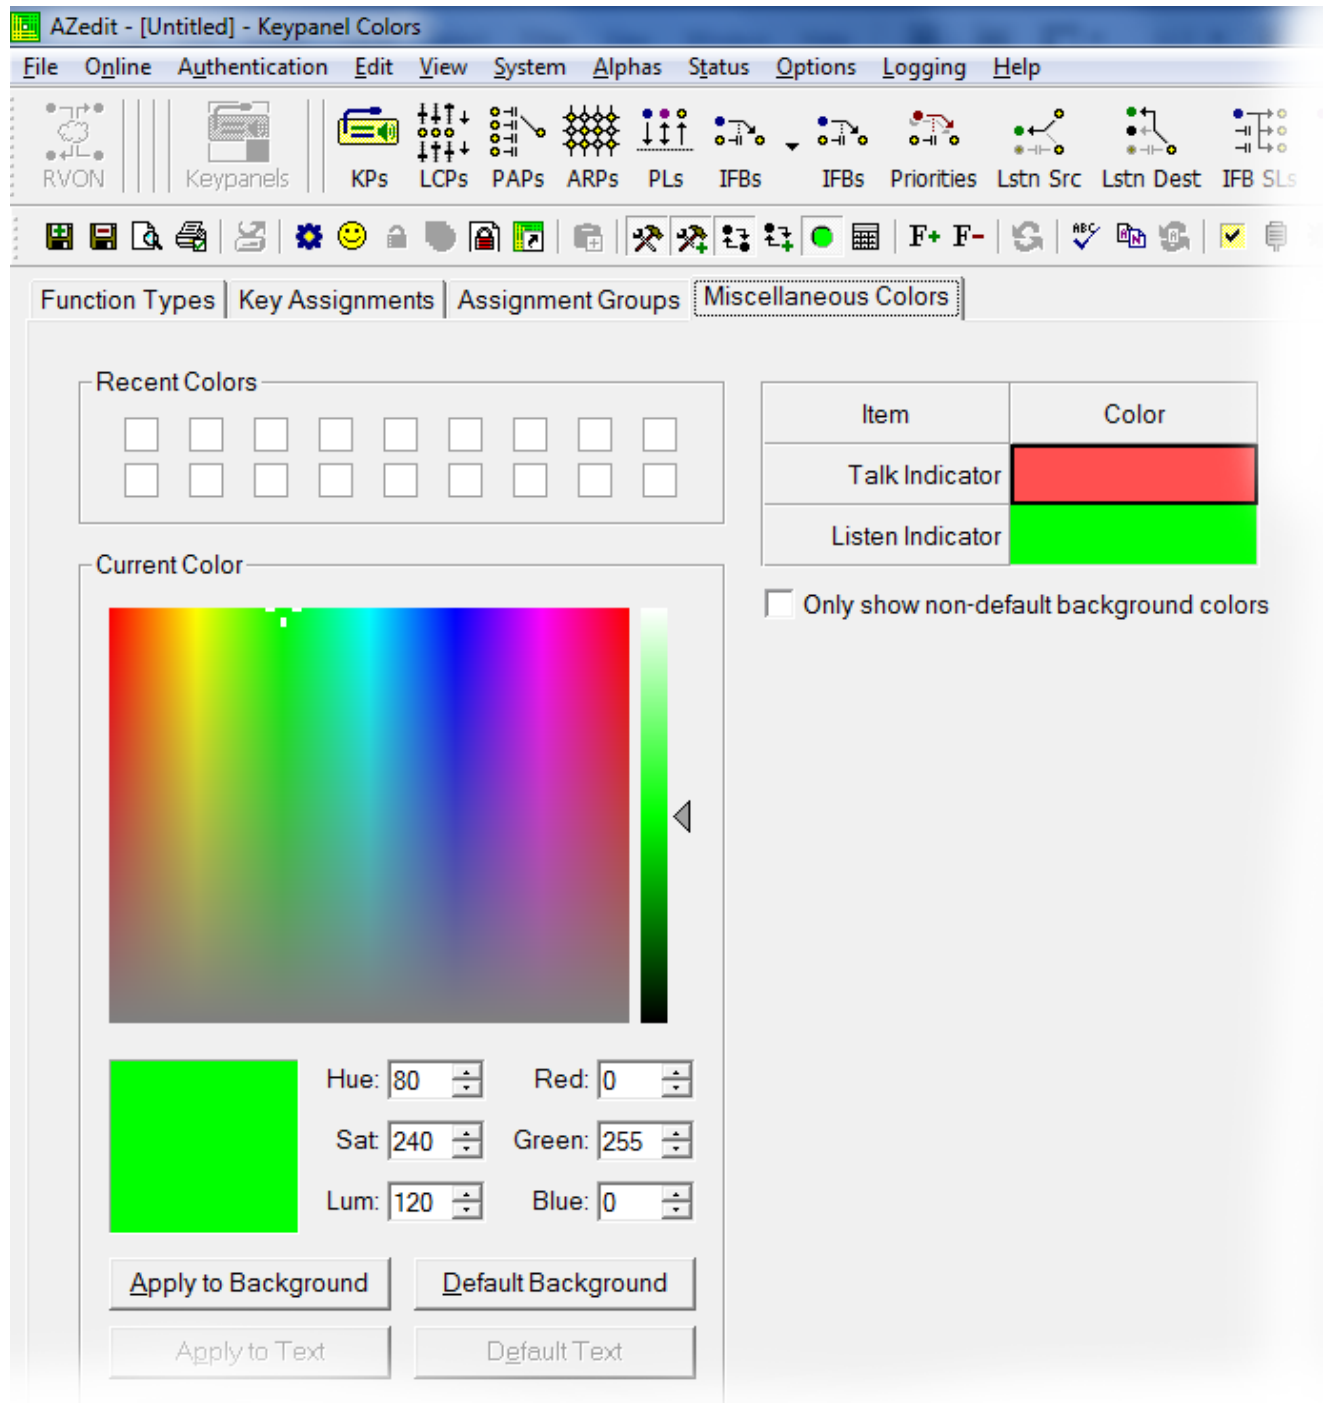 AZedit - [Untitled] - Keypanel Colors
File Online Authentication Edit View System Alphas Status Options Logging Help
RVON Keypanels KPs LCPs PAPs ARPs PLs IFBs IFBs Priorities Lstn Src Lstn Dest IFB SLs
F+ F- ABC
Function Types Key Assignments Assignment Groups Miscellaneous Colors
Recent Colors
Item Color
Talk Indicator
Listen Indicator
Only show non-default background colors
Current Color
Hue: 80 Red: 0
Sat: 240 Green: 255
Lum: 120 Blue: 0
Apply to Background Default Background
Apply to Text Default Text